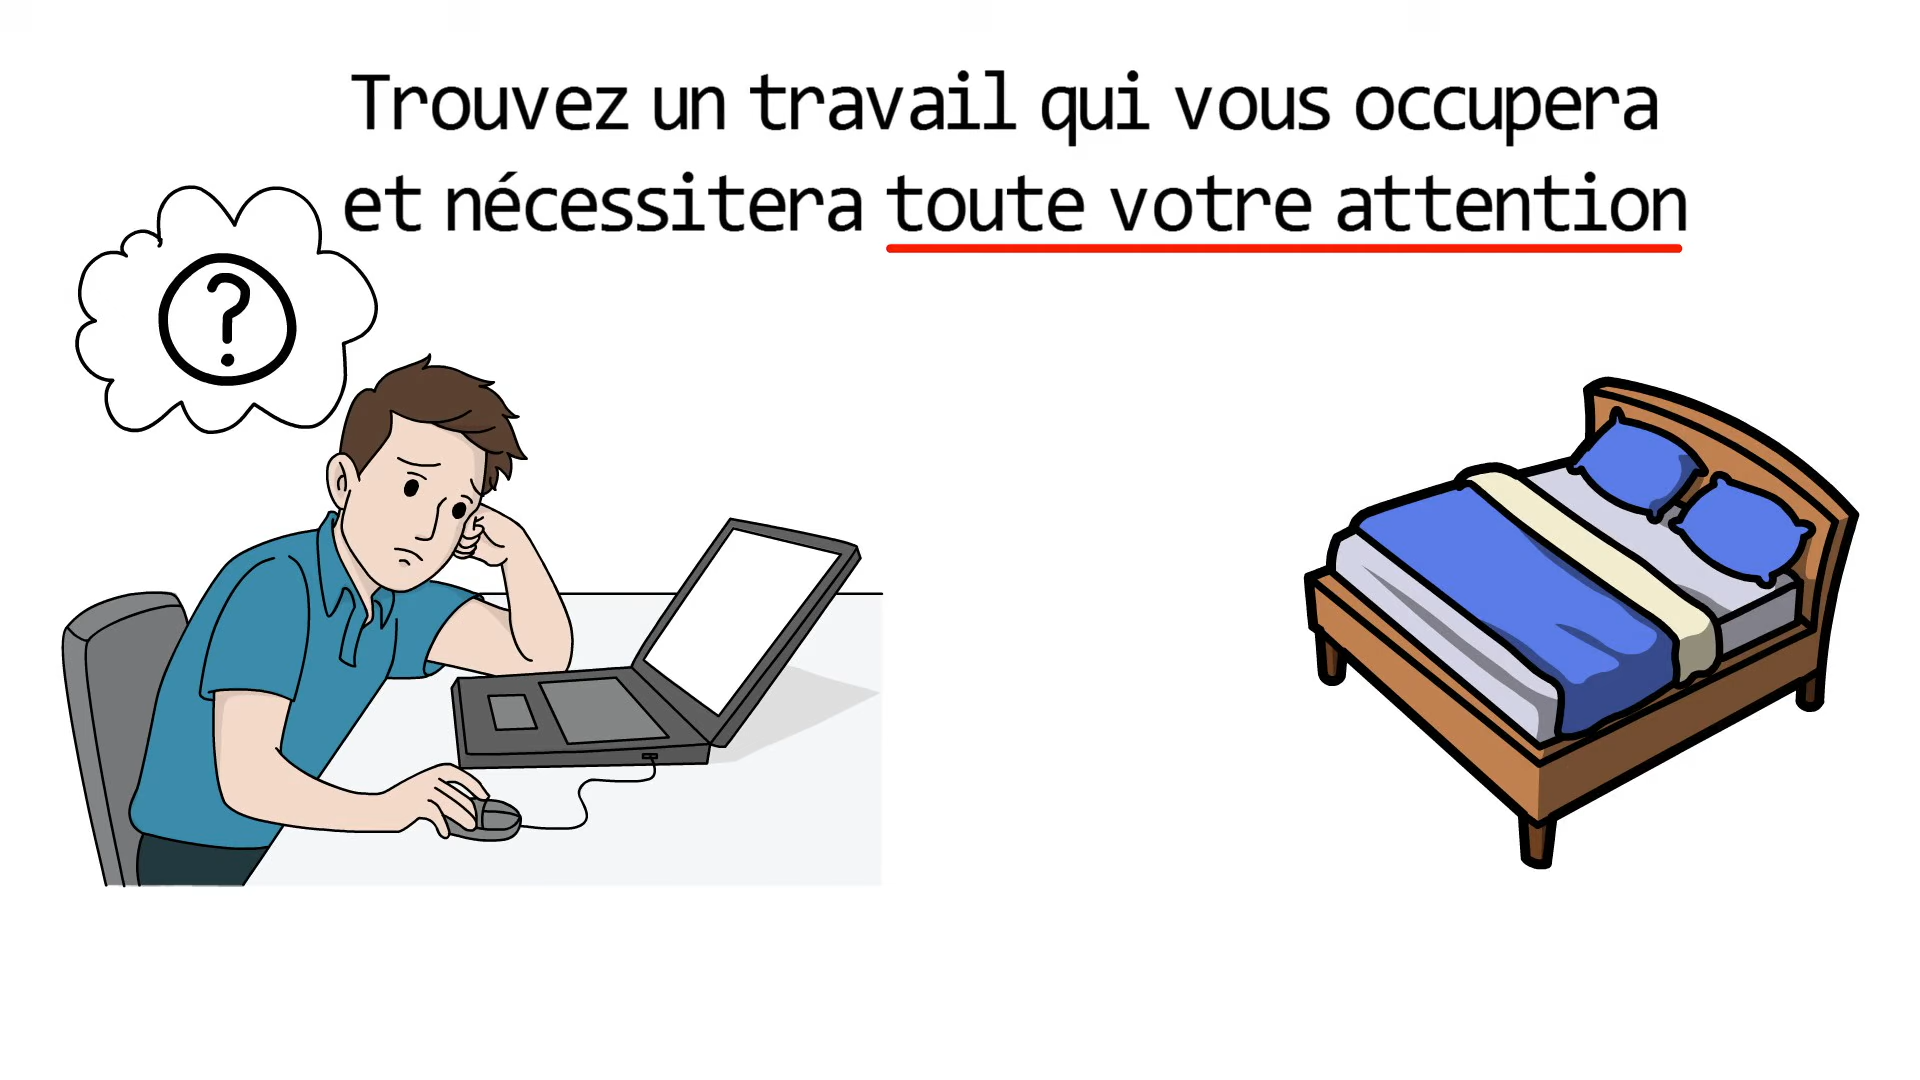 Trouvez un travail qui vous occupera
et nécessitera toute votre attention
?